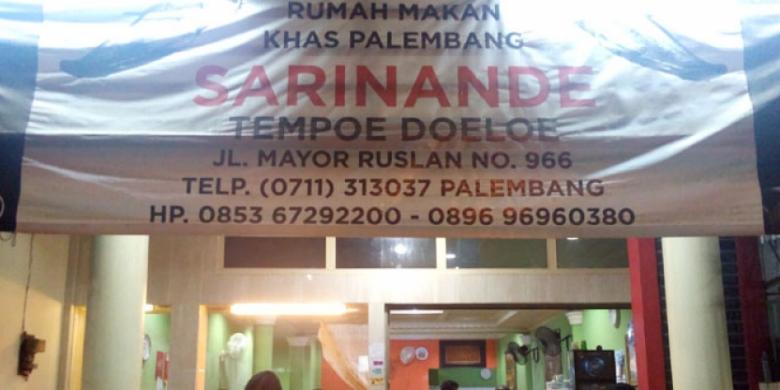 RUMAH MAKAN
KHAS PALEMBANG
SARINANDE
TEMPOE DOELOE
JL. MAYOR RUSLAN NO. 966
TELP. (0711) 313037 PALEMBANG
HP. 0853 67292200 - 0896 96960380